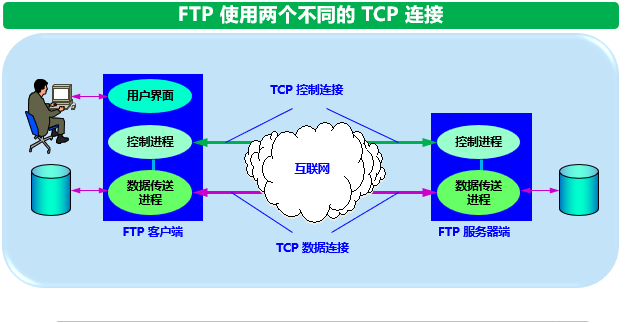 FTP 使用两个不同的 TCP 连接
TCP 控制连接
用户界面
控制进程
控制进程
互联网
数据传送
进程
数据传送
进程
FTP 客户端
FTP 服务器端
TCP 数据连接